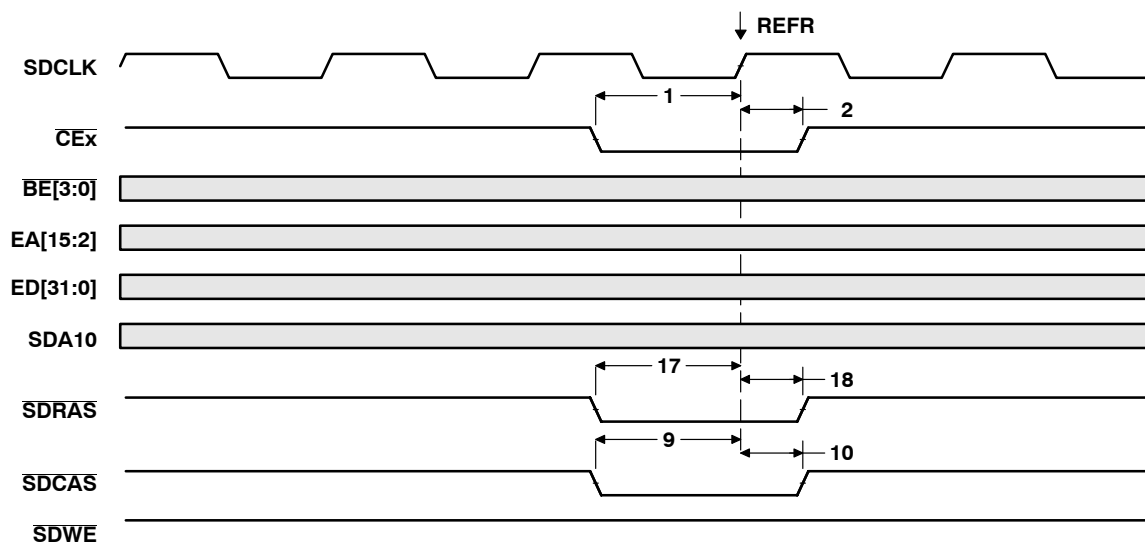 REFR
SDCLK
1
2
CEx
BE[3:0]
EA[15:2]
ED[31:0]
SDA10
17
18
SDRAS
9
10
SDCAS
SDWE